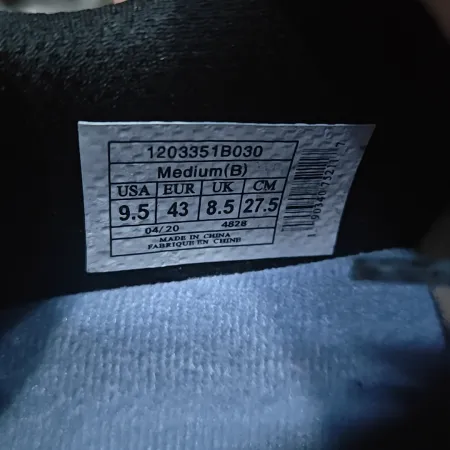 1203351B030
Medium(B)
USA EUR UK CM
9.5 43 8.5 27.5
04/20 4828
MADE IN CHINA
FABRIQUE EN CHINE